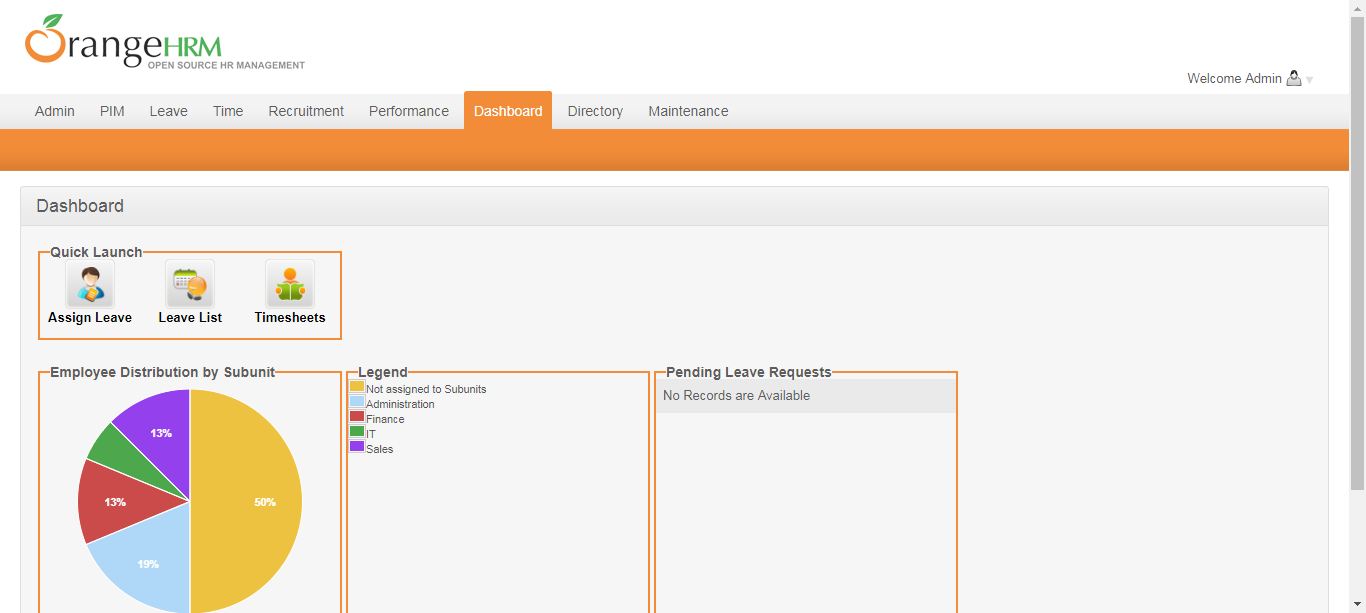 OrangeHRM
OPEN SOURCE HR MANAGEMENT
Welcome Admin
Admin PIM Leave Time Recruitment Performance Dashboard Directory Maintenance
Dashboard
Quick Launch
Assign Leave Leave List Timesheets
Employee Distribution by Subunit
13%
13%
50%
19%
Legend
Not assigned to Subunits
Administration
Finance
IT
Sales
Pending Leave Requests
No Records are Available